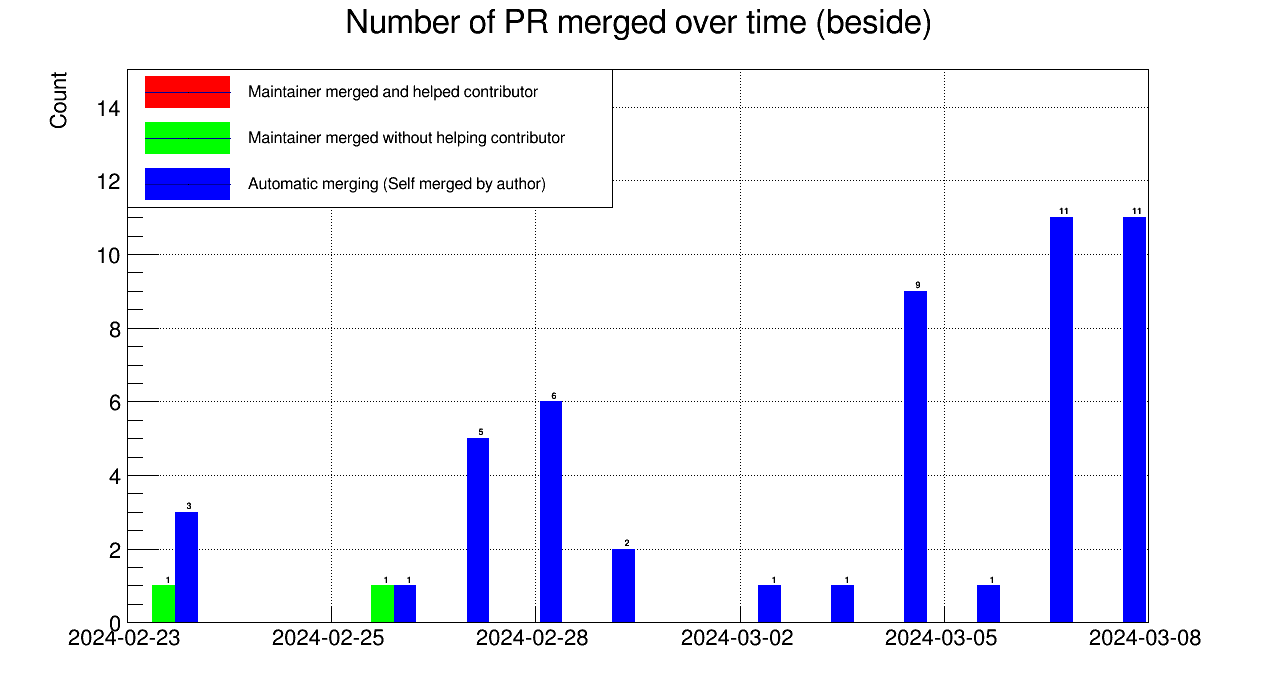 Number of PR merged over time (beside)
Count
Maintainer merged and helped contributor
Maintainer merged without helping contributor
Automatic merging (Self merged by author)
14
12
10
8
6
4
2
0
1 3 1 1 5 6 2 1 1 9 1 11 11
2024-02-23 2024-02-25 2024-02-28 2024-03-02 2024-03-05 2024-03-08